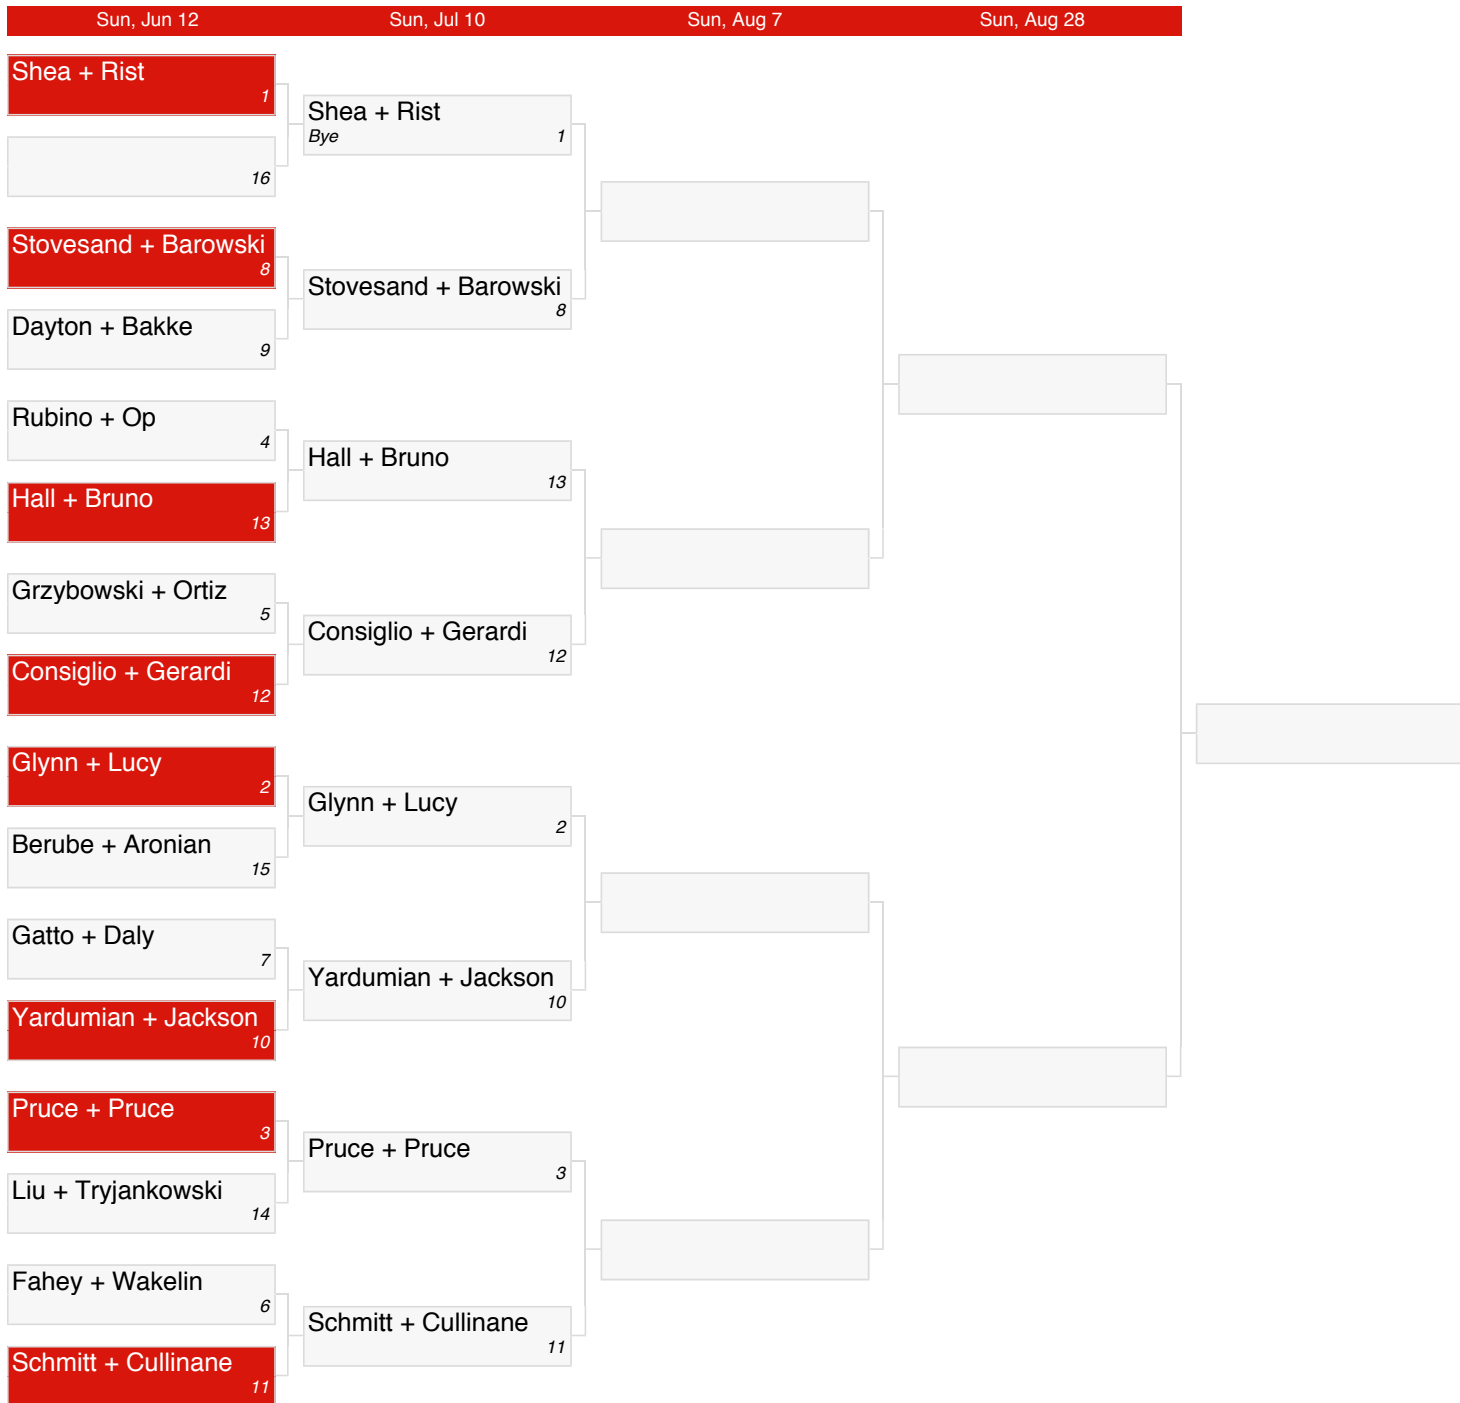 Sun, Jun 12
Sun, Jul 10
Sun, Aug 7
Sun, Aug 28
Shea + Rist
1
16
Stovesand + Barowski
8
Dayton + Bakke
9
Rubino + Op
4
Hall + Bruno
13
Grzybowski + Ortiz
5
Consiglio + Gerardi
12
Glynn + Lucy
2
Berube + Aronian
15
Gatto + Daly
7
Yardumian + Jackson
10
Pruce + Pruce
3
Liu + Tryjankowski
14
Fahey + Wakelin
6
Schmitt + Cullinane
11
Shea + Rist
Bye 1
Stovesand + Barowski
8
Hall + Bruno
13
Consiglio + Gerardi
12
Glynn + Lucy
2
Yardumian + Jackson
10
Pruce + Pruce
3
Schmitt + Cullinane
11